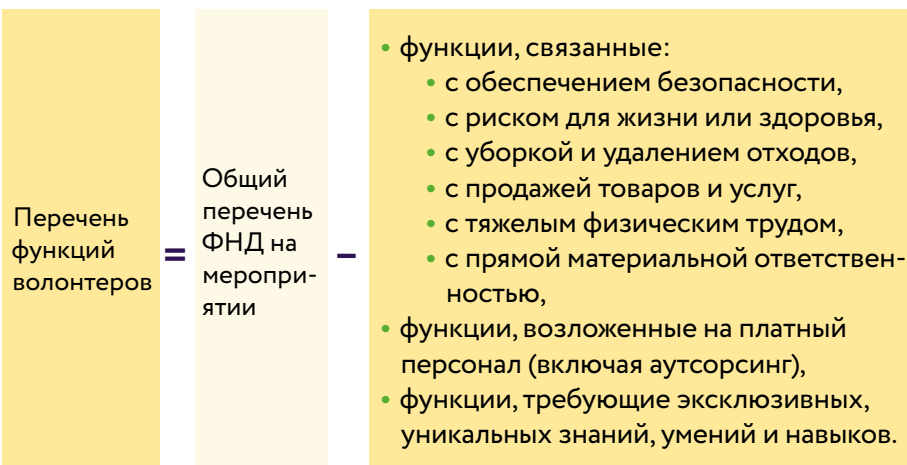 Перечень
функций
волонтеров
=
Общий
перечень
ФНД на
меропри-
ятии
–
• функции, связанные:
• с обеспечением безопасности,
• с риском для жизни или здоровья,
• с уборкой и удалением отходов,
• с продажей товаров и услуг,
• с тяжелым физическим трудом,
• с прямой материальной ответствен-
ностью,
• функции, возложенные на платный
персонал (включая аутсорсинг),
• функции, требующие эксклюзивных,
уникальных знаний, умений и навыков.